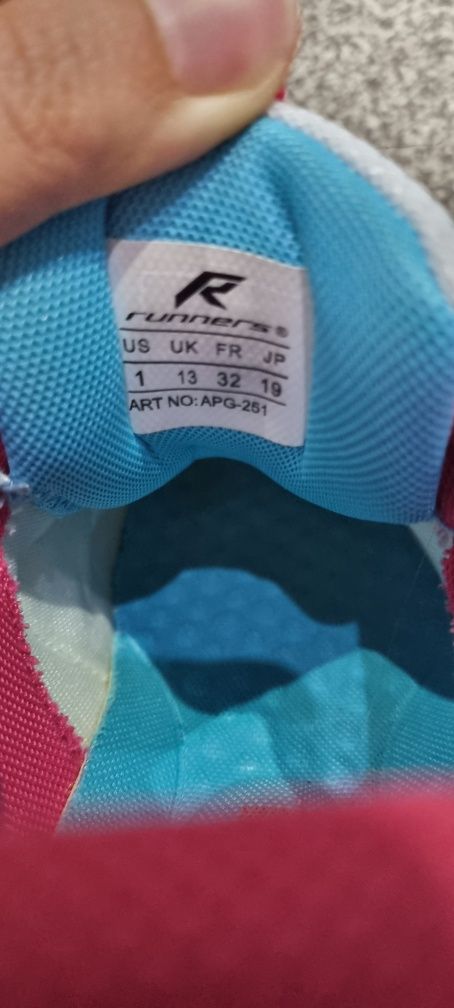 runners®
US UK FR JP
1 13 32 19
ART NO: APG-251